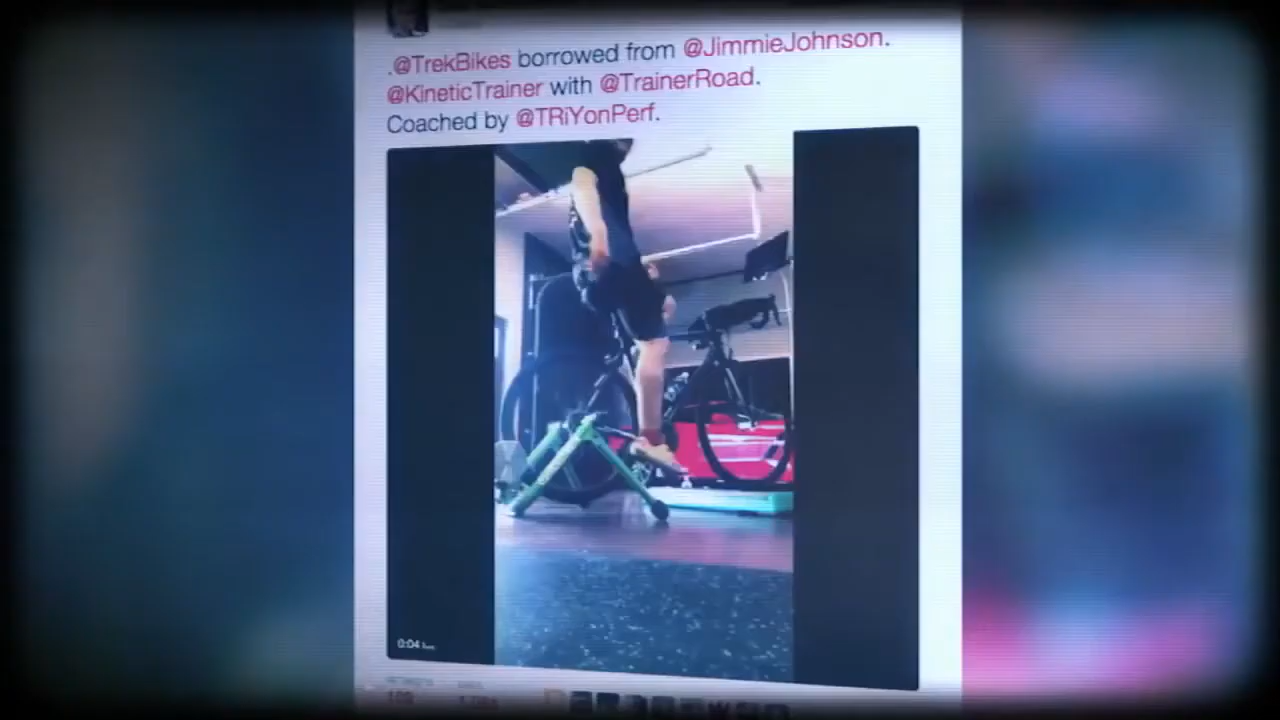 .@TrekBikes borrowed from @JimmieJohnson.
@KineticTrainer with @TrainerRoad.
Coached by @TRiYonPerf.
0:04